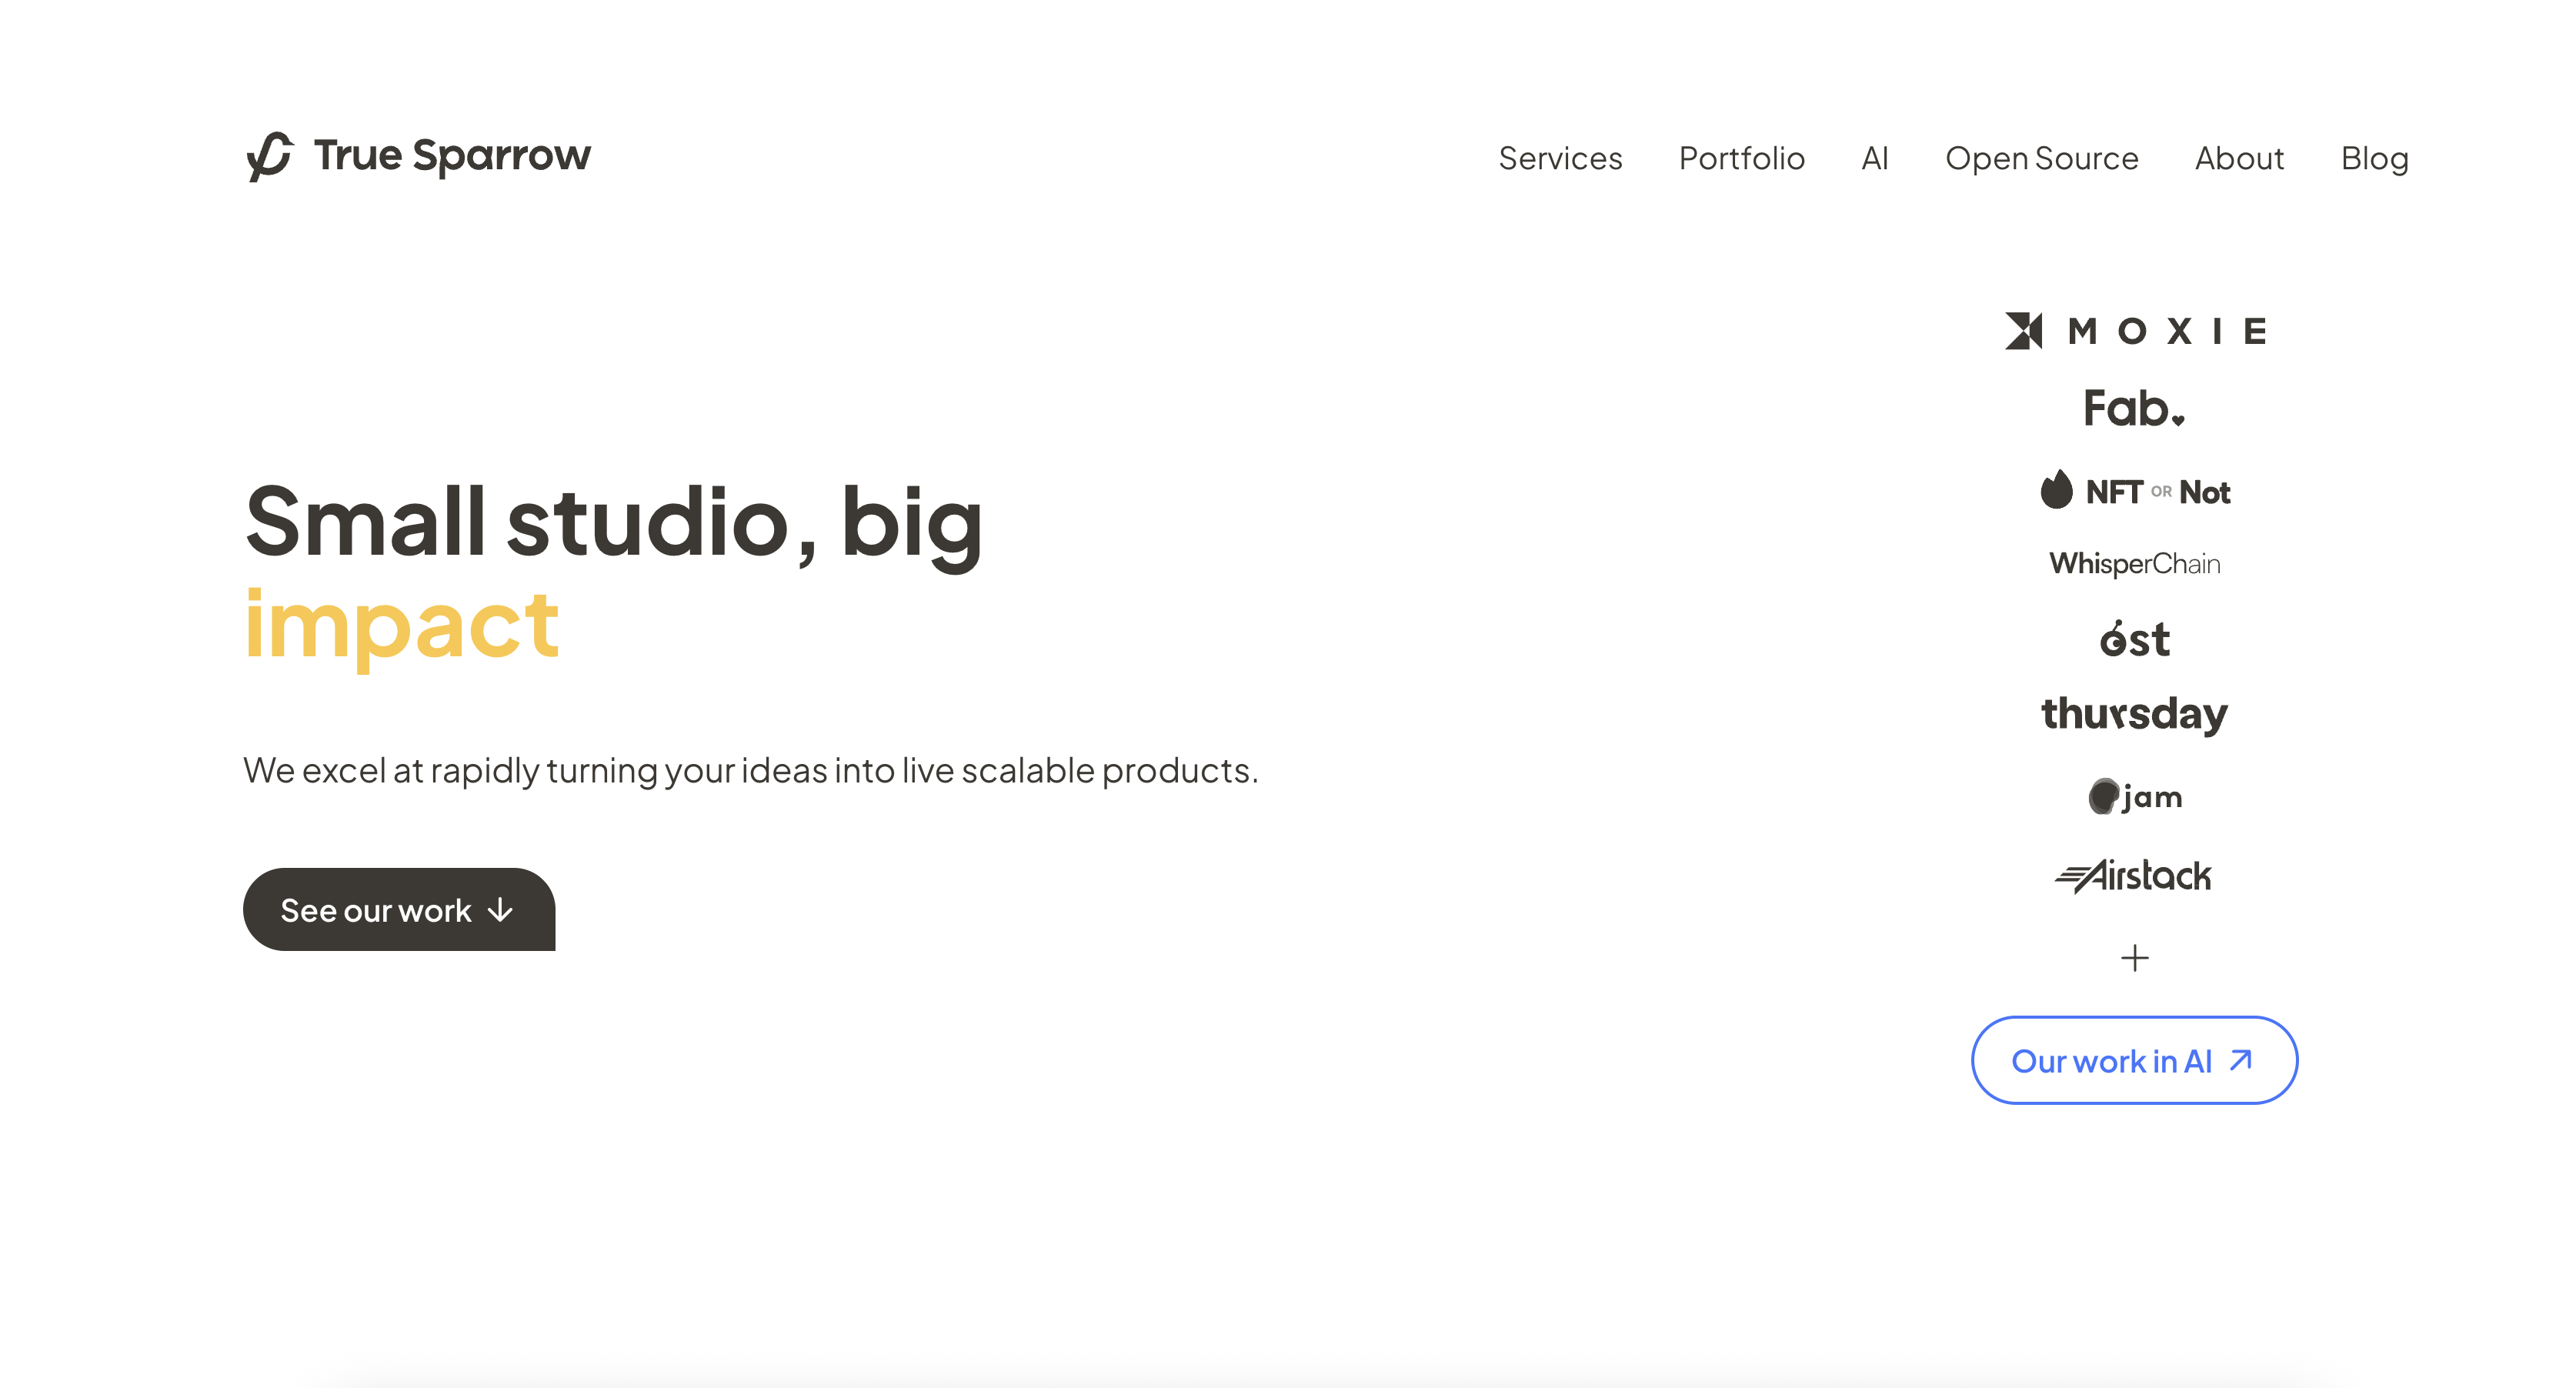 True Sparrow
Services Portfolio AI Open Source About Blog
Small studio, big
impact
We excel at rapidly turning your ideas into live scalable products.
See our work
MOXIE
Fab.
NFT OR Not
WhisperChain
ost
thursday
jam
Airstack
+
Our work in AI